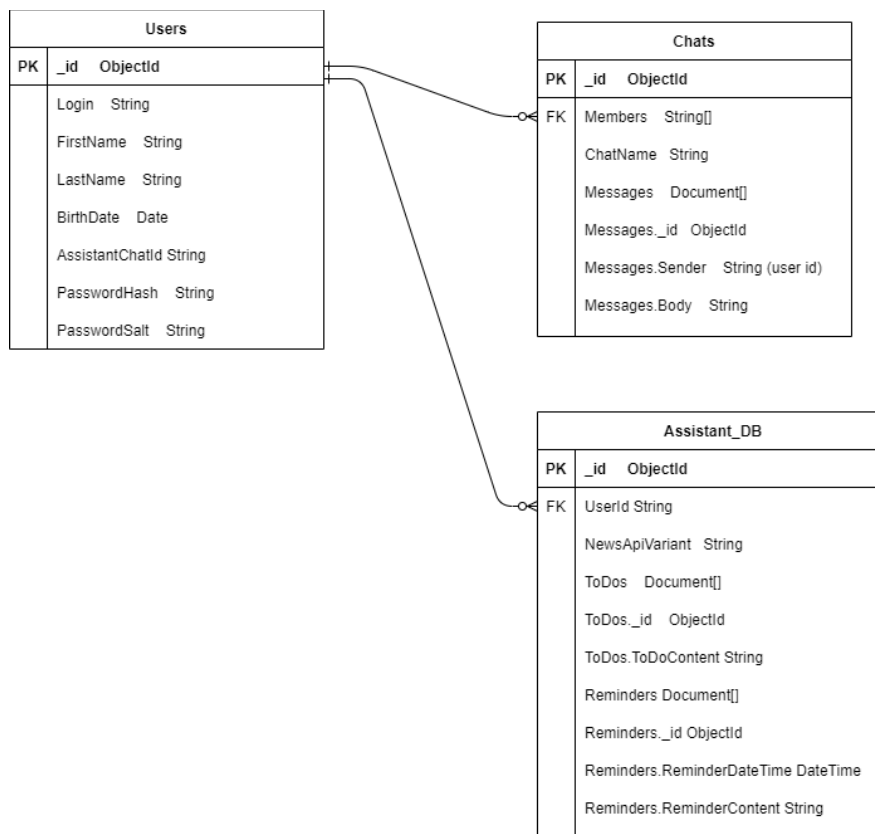 Users
PK _id ObjectId
Login String
FirstName String
LastName String
BirthDate Date
AssistantChatId String
PasswordHash String
PasswordSalt String
Chats
PK _id ObjectId
FK Members String[]
ChatName String
Messages Document[]
Messages._id ObjectId
Messages.Sender String (user id)
Messages.Body String
Assistant_DB
PK _id ObjectId
FK UserId String
NewsApiVariant String
ToDos Document[]
ToDos._id ObjectId
ToDos.ToDoContent String
Reminders Document[]
Reminders._id ObjectId
Reminders.ReminderDateTime DateTime
Reminders.ReminderContent String